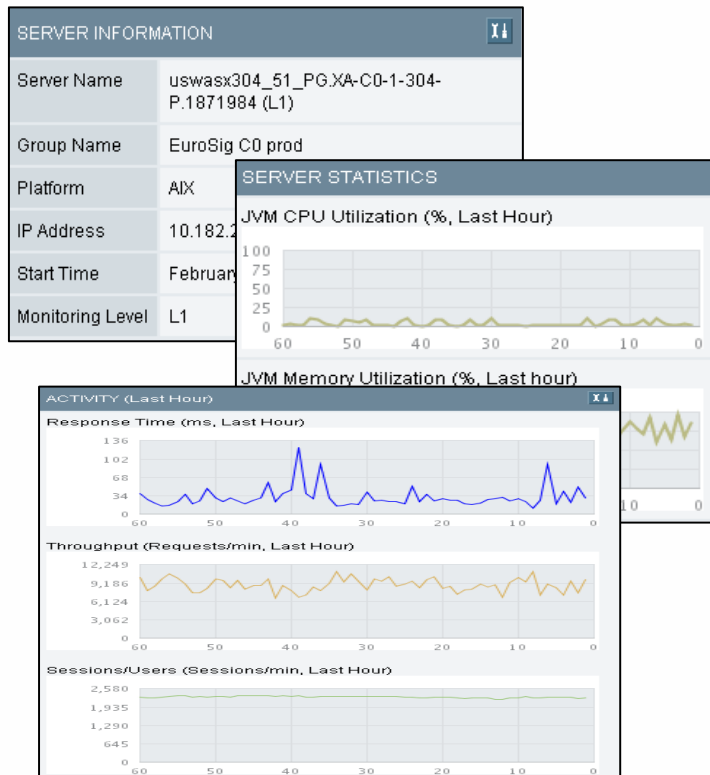 SERVER INFORMATION
Server Name uswasx304_51_PG.XA-C0-1-304-
P.1871984 (L1)
Group Name EuroSig C0 prod
Platform AIX
IP Address 10.182.2
Start Time February
Monitoring Level L1
SERVER STATISTICS
JVM CPU Utilization (%, Last Hour)
100
75
50
25
0
60 50 40 30 20 10 0
JVM Memory Utilization (%, Last hour)
10 0
ACTIVITY (Last Hour)
Response Time (ms, Last Hour)
136
102
68
34
0
60 50 40 30 20 10 0
Throughput (Requests/min, Last Hour)
12,249
9,186
6,124
3,062
0
60 50 40 30 20 10 0
Sessions/Users (Sessions/min, Last Hour)
2,580
1,935
1,290
645
0
60 50 40 30 20 10 0